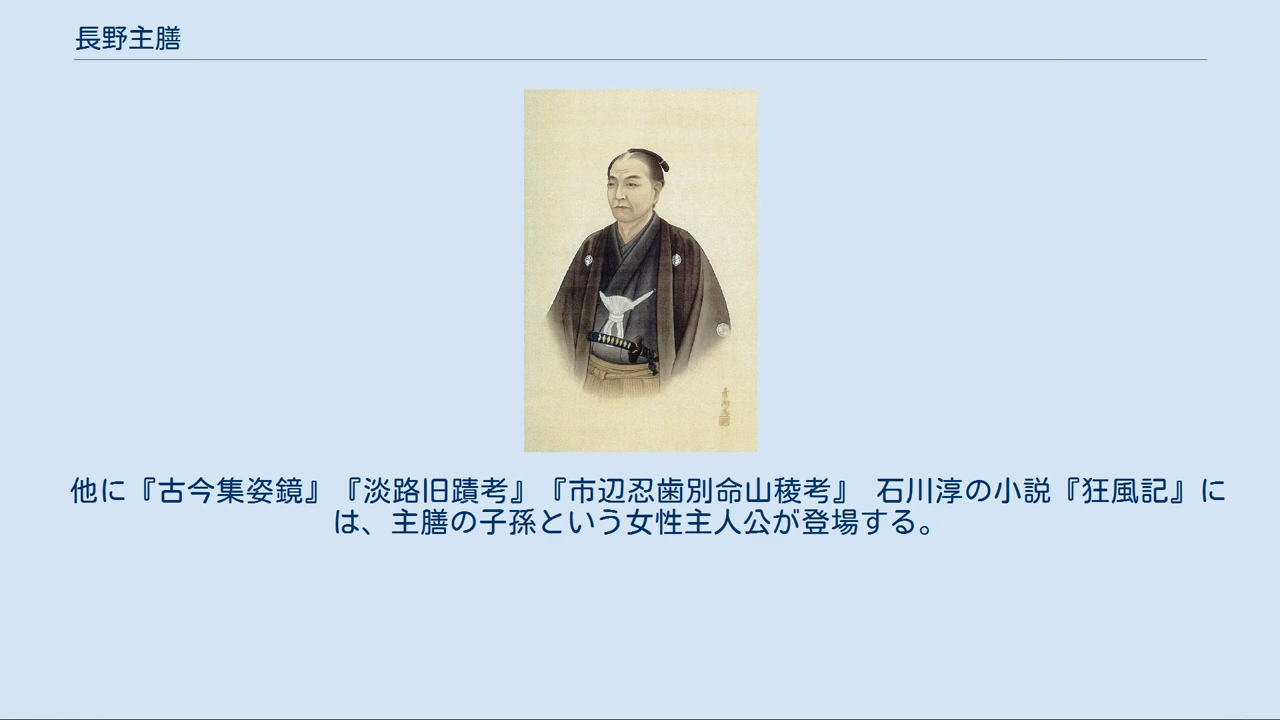 長野主膳
他に『古今集姿鏡』『淡路旧蹟考』『市辺忍歯別命山稜考』 石川淳の小説『狂風記』に
は、主膳の子孫という女性主人公が登場する。